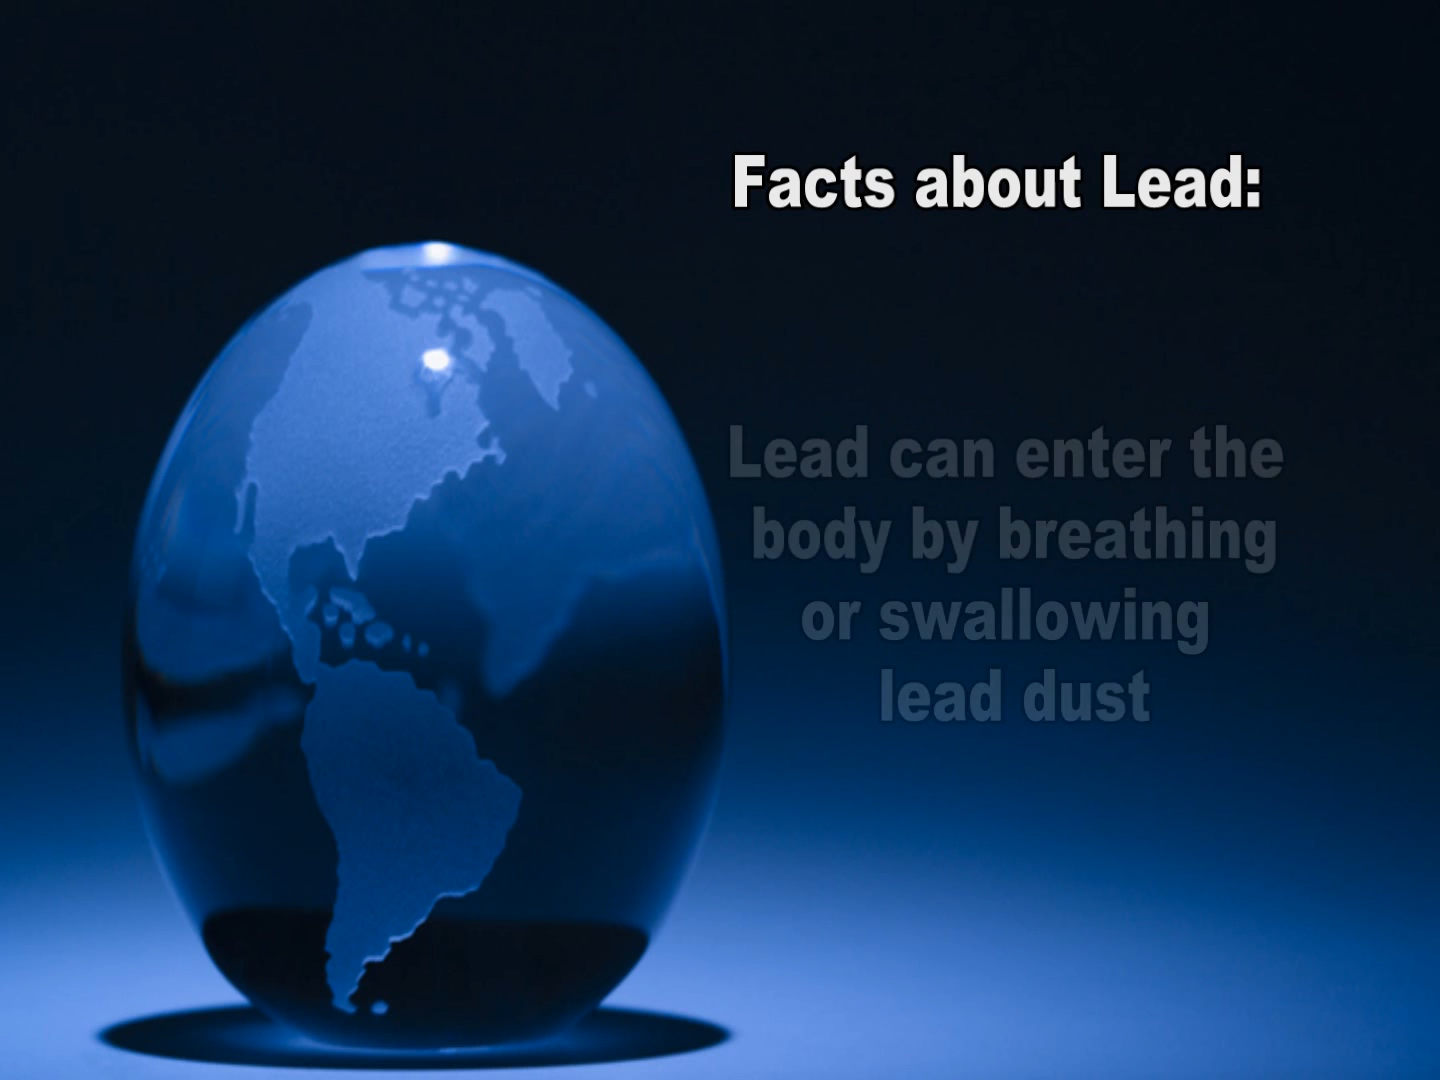 Facts about Lead:
Lead can enter the
body by breathing
or swallowing
lead dust